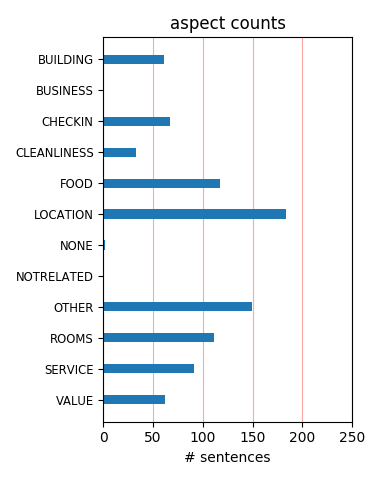 aspect counts
BUILDING
BUSINESS
CHECKIN
CLEANLINESS
FOOD
LOCATION
NONE
NOTRELATED
OTHER
ROOMS
SERVICE
VALUE
0 50 100 150 200 250
# sentences